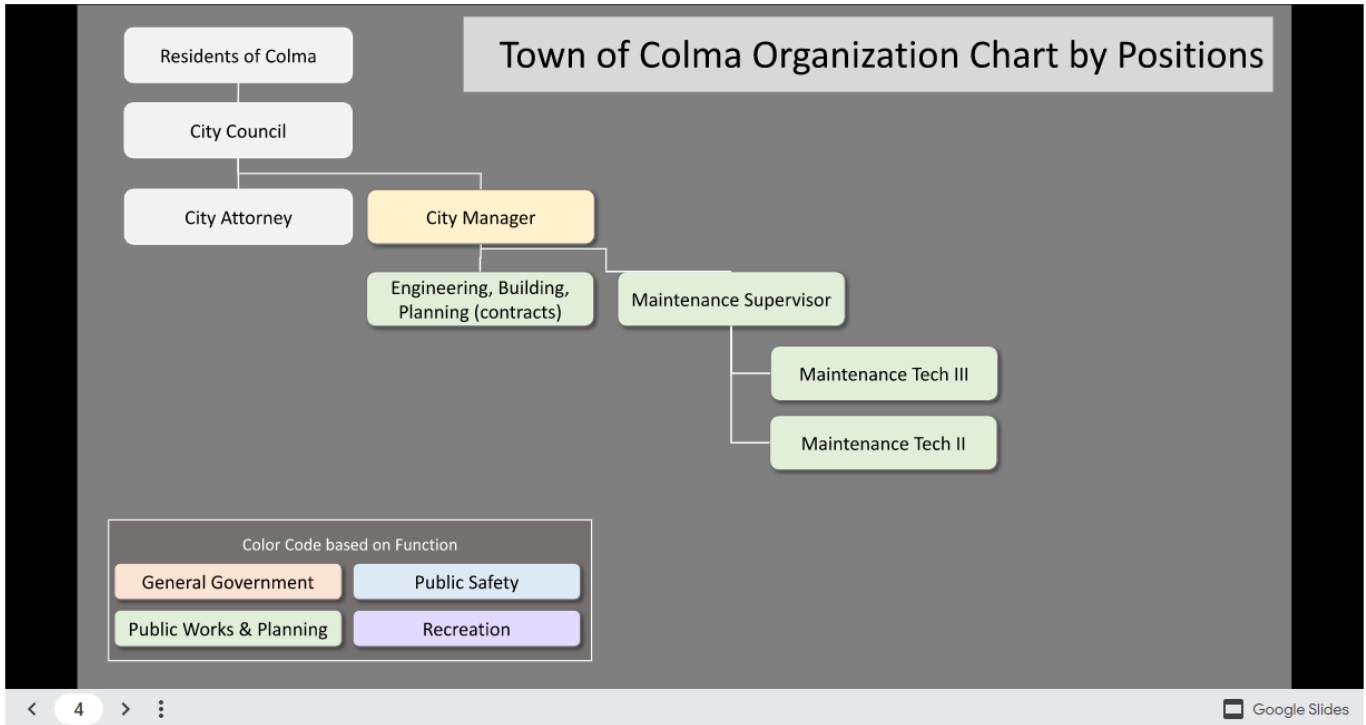 Town of Colma Organization Chart by Positions
Residents of Colma
City Council
City Attorney
City Manager
Engineering, Building,
Planning (contracts)
Maintenance Supervisor
Maintenance Tech III
Maintenance Tech II
Color Code based on Function
General Government
Public Safety
Public Works & Planning
Recreation
4
Google Slides